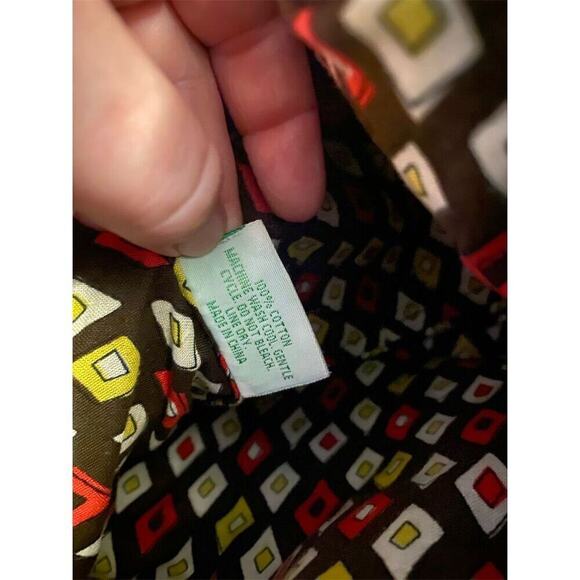 100% COTTON
MACHINE WASH COOL, GENTLE
CYCLE. DO NOT BLEACH.
LINE DRY.
MADE IN CHINA